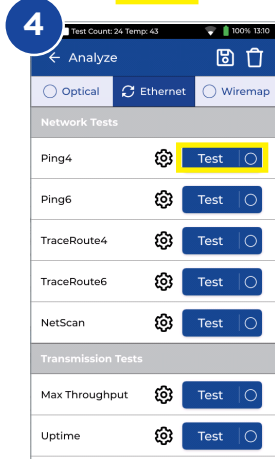 4
Test Count: 24 Temp: 43 100% 13:10
Analyze
Optical Ethernet Wiremap
Network Tests
Ping4 Test
Ping6 Test
TraceRoute4 Test
TraceRoute6 Test
NetScan Test
Transmission Tests
Max Throughput Test
Uptime Test